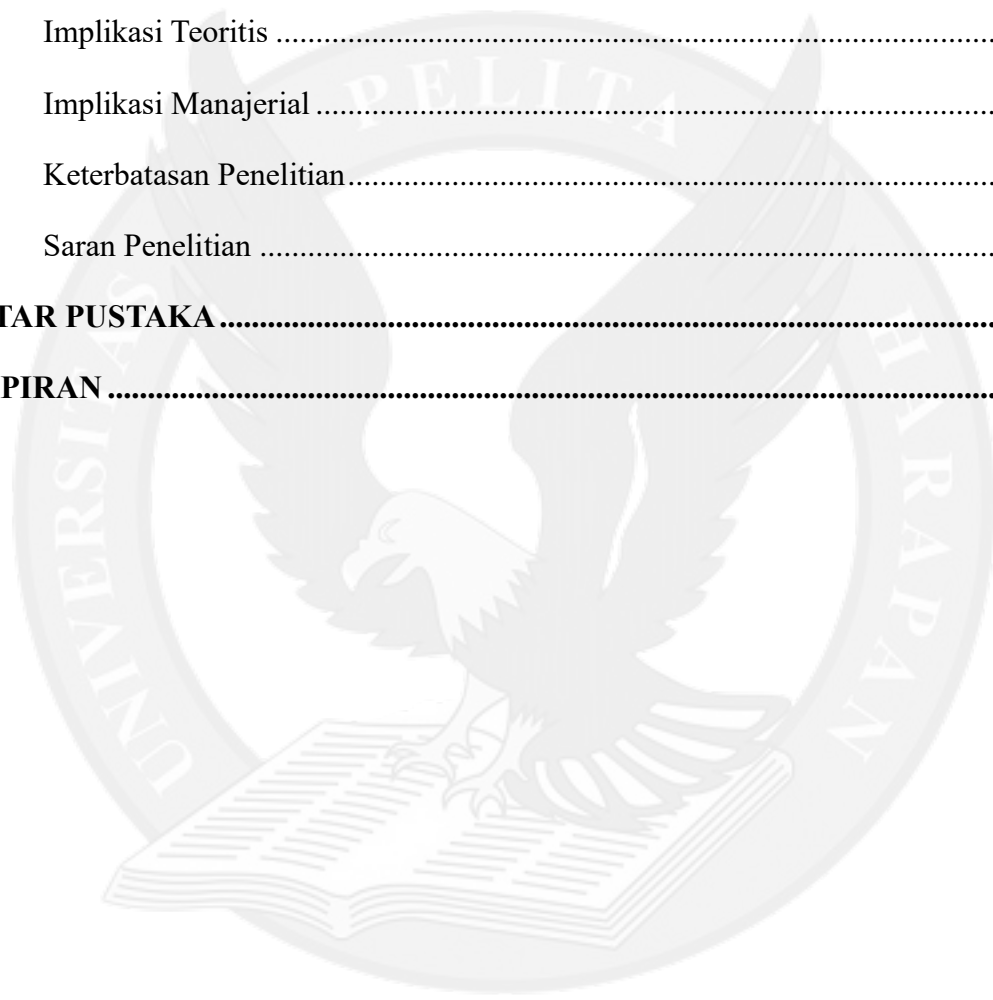 Implikasi Teoritis ..........................................................................................
Implikasi Manajerial .....................................................................................
Keterbatasan Penelitian.................................................................................
Saran Penelitian ............................................................................................
TAR PUSTAKA.................................................................................................
PIRAN ...............................................................................................................
UNIVERSITAS PELITA HARAPAN